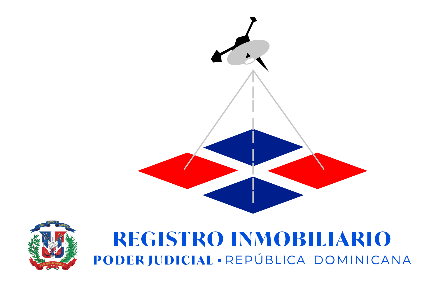 REGISTRO INMOBILIARIO
PODER JUDICIAL • REPÚBLICA DOMINICANA